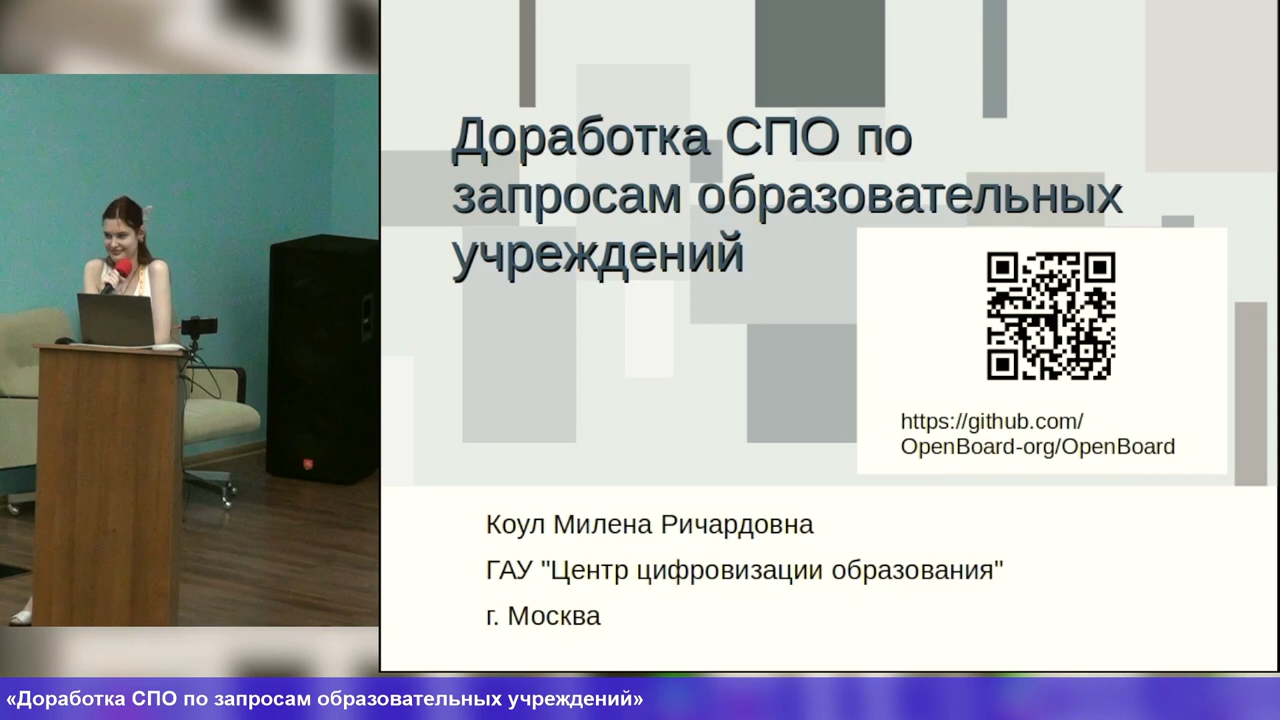 Доработка СПО по
запросам образовательных
учреждений
https://github.com/
OpenBoard-org/OpenBoard
Коул Милена Ричардовна
ГАУ "Центр цифровизации образования"
г. Москва
«Доработка СПО по запросам образовательных учреждений»